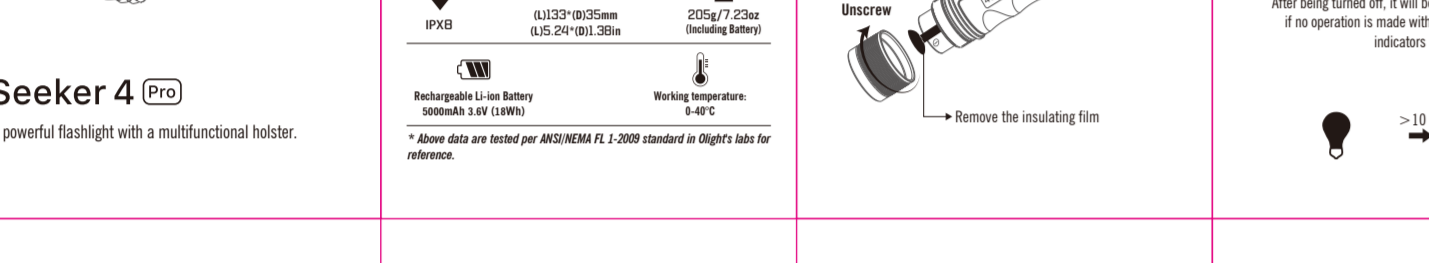 Seeker 4 Pro
powerful flashlight with a multifunctional holster.
IPX8
(L)133*(D)35mm
(L)5.24*(D)1.38in
205g/7.23oz
(Including Battery)
Rechargeable Li-ion Battery
5000mAh 3.6V (18Wh)
Working temperature:
0-40°C
* Above data are tested per ANSI/NEMA FL 1-2009 standard in Olight's labs for
reference.
Unscrew
Remove the insulating film
After being turned off, it will
if no operation is made
indicators
>10